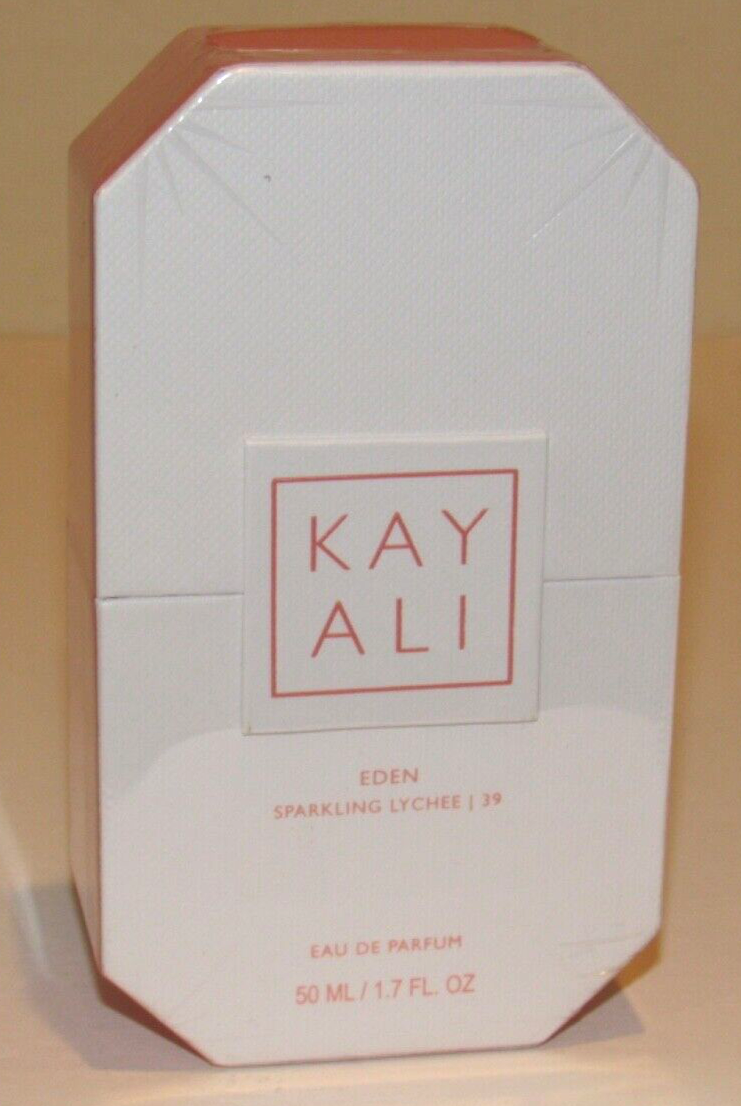 KAY
ALI
EDEN
SPARKLING LYCHEE | 39
EAU DE PARFUM
50 ML / 1.7 FL. OZ